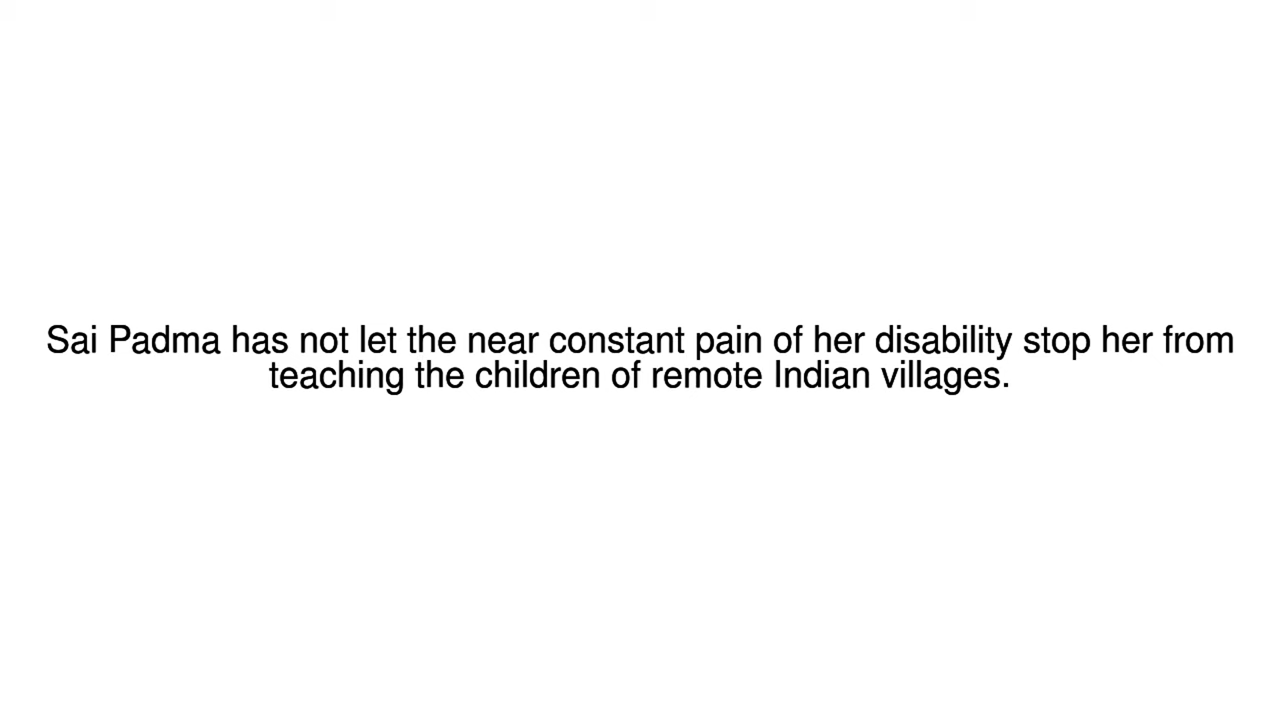 Sai Padma has not let the near constant pain of her disability stop her from
teaching the children of remote Indian villages.